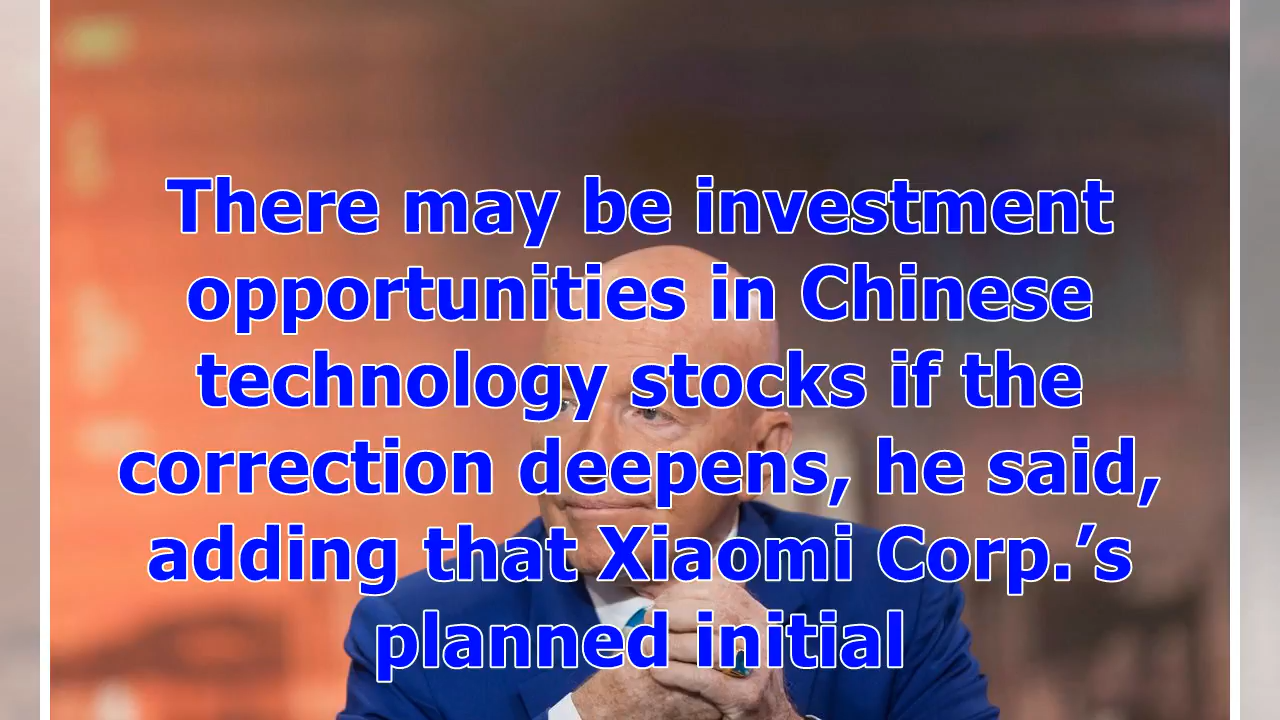 There may be investment
opportunities in Chinese
technology stocks if the
correction deepens, he said,
adding that Xiaomi Corp.’s
planned initial